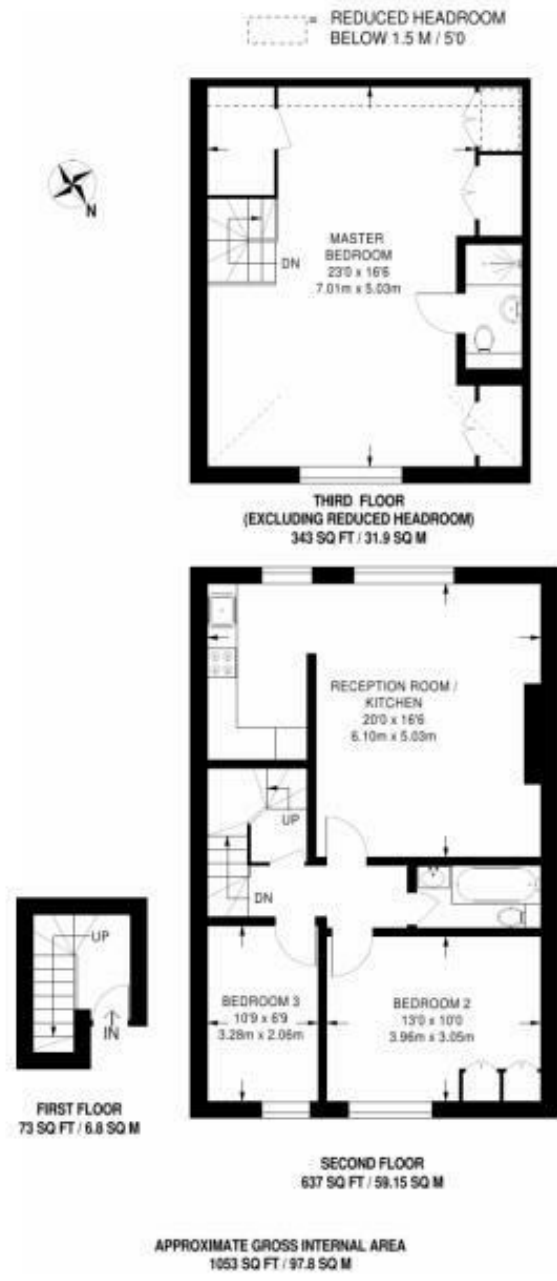 = REDUCED HEADROOM
BELOW 1.5 M / 5'0
N
DN
MASTER
BEDROOM
23'0 x 16'6
7.01m x 5.03m
THIRD FLOOR
(EXCLUDING REDUCED HEADROOM)
343 SQ FT / 31.9 SQ M
RECEPTION ROOM /
KITCHEN
20'0 x 16'6
6.10m x 5.03m
UP
DN
BEDROOM 3
10'9 x 6'9
3.28m x 2.06m
BEDROOM 2
13'0 x 10'0
3.96m x 3.05m
UP
IN
FIRST FLOOR
73 SQ FT / 6.8 SQ M
SECOND FLOOR
637 SQ FT / 59.15 SQ M
APPROXIMATE GROSS INTERNAL AREA
1053 SQ FT / 97.8 SQ M